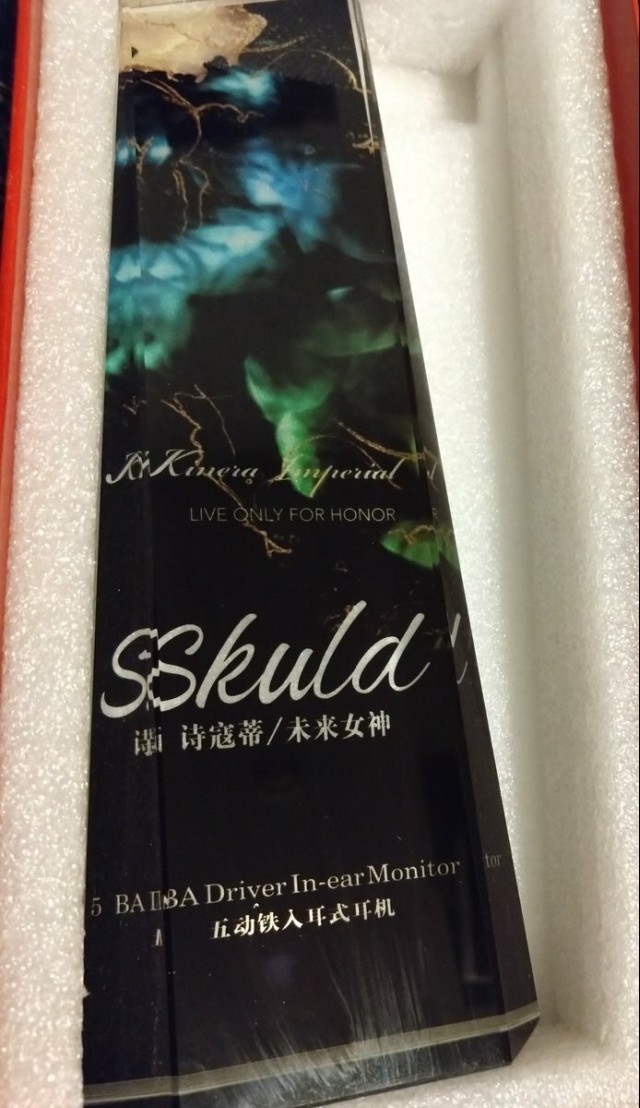 Kinera Imperial
LIVE ONLY FOR HONOR
Skuld
诗寇蒂/未来女神
5 BA Driver In-ear Monitor
五动铁入耳式耳机